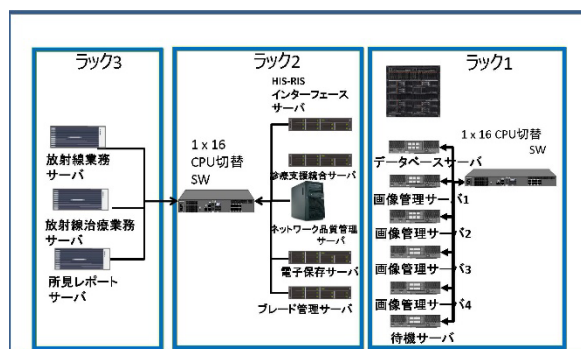 ラック3
放射線業務
サーバ
放射線治療業務
サーバ
所見レポート
サーバ
ラック2
1 x 16
CPU切替
SW
HIS-RIS
インターフェース
サーバ
診療支援統合サーバ
ネットワーク品質管理
サーバ
電子保存サーバ
ブレード管理サーバ
ラック1
1 x 16 CPU切替
SW
データベースサーバ
画像管理サーバ1
画像管理サーバ2
画像管理サーバ3
画像管理サーバ4
待機サーバ